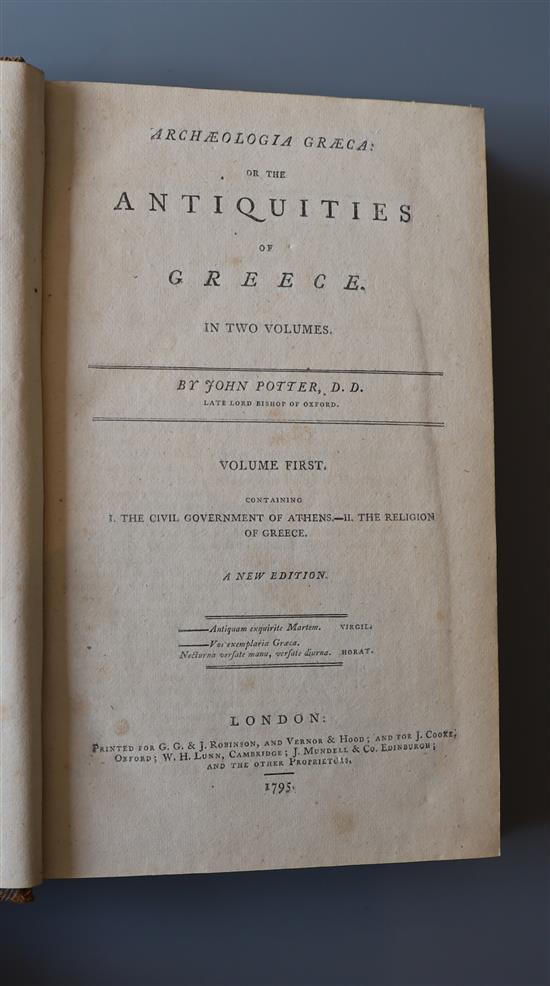 ARCHÆOLOGIA GRÆCA:
OR THE
ANTIQUITIES
OF
GREECE.
IN TWO VOLUMES.
BY JOHN POTTER, D. D.
LATE LORD BISHOP OF OXFORD.
VOLUME FIRST.
CONTAINING
I. THE CIVIL GOVERNMENT OF ATHENS.—II. THE RELIGION
OF GREECE.
A NEW EDITION.
——Antiquam exquirite Martem. VIRGIL.
——Vos exemplaria Græca.
Nocturna versate manu, versate diurna. HORAT.
LONDON:
PRINTED FOR G. G. & J. ROBINSON, AND VERNOR & HOOD; AND FOR J. COOKE,
OXFORD; W. H. LUNN, CAMBRIDGE; J. MUNDELL & CO. EDINBURGH;
AND THE OTHER PROPRIETORS.
1795.